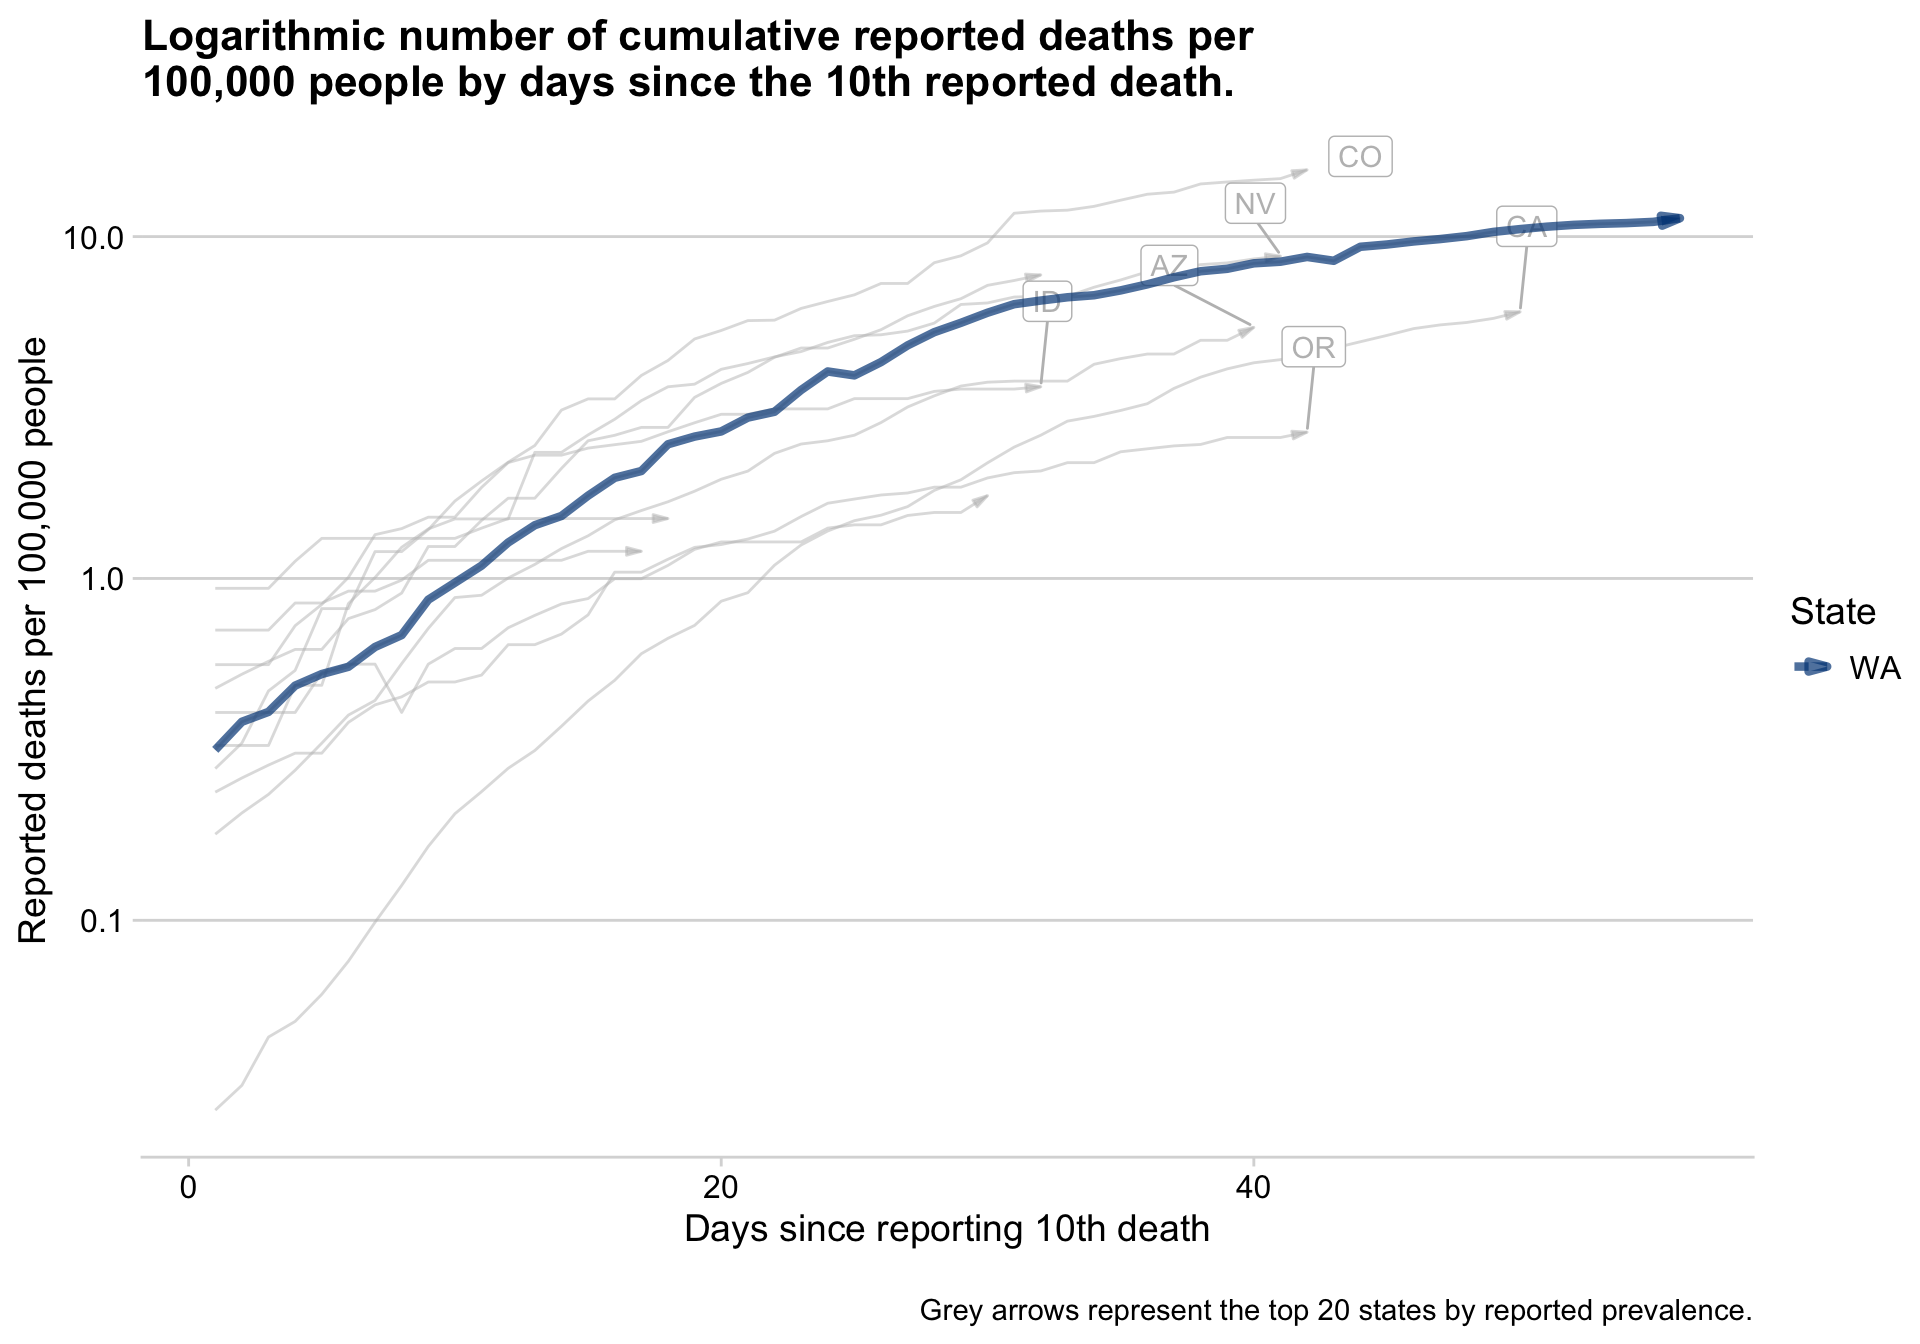 Logarithmic number of cumulative reported deaths per
100,000 people by days since the 10th reported death.
CO
NV
CA
AZ
ID
OR
10.0
1.0
0.1
Reported deaths per 100,000 people
0
20
40
Days since reporting 10th death
State
WA
Grey arrows represent the top 20 states by reported prevalence.